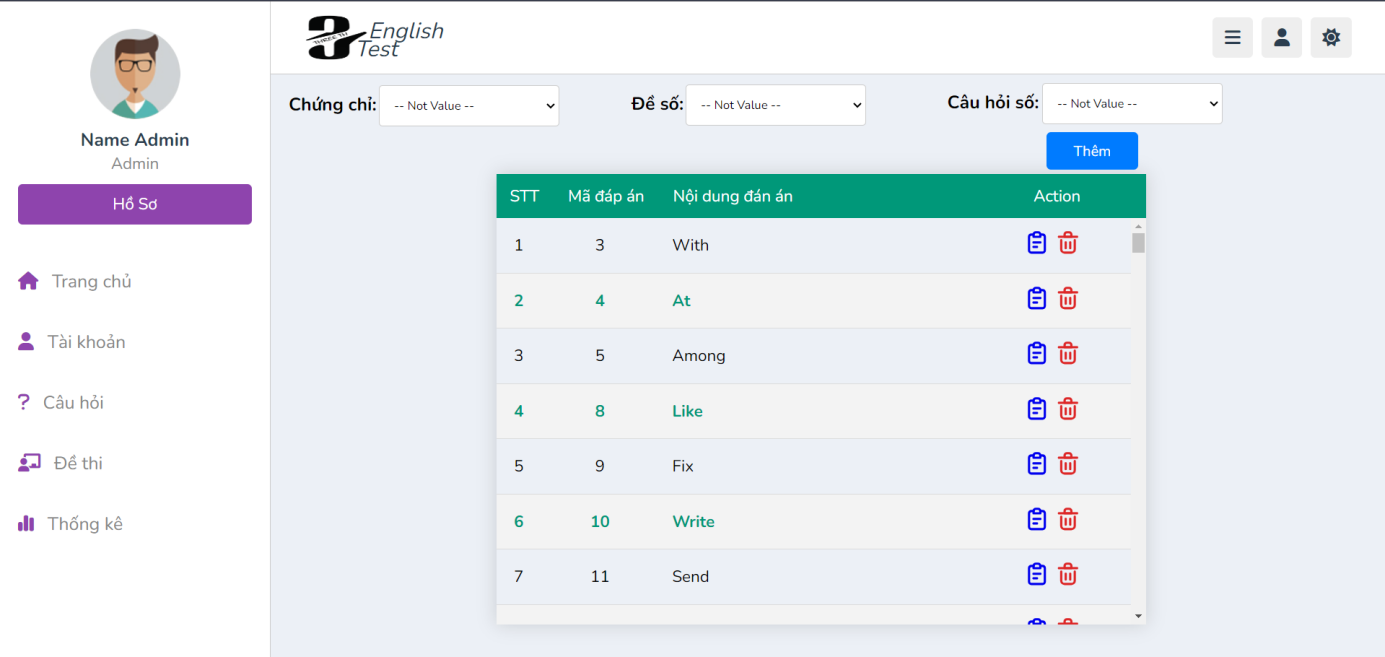 Name Admin
Admin
Hồ Sơ
Trang chủ
Tài khoản
Câu hỏi
Đề thi
Thống kê
THREE TH
English
Test
Chứng chỉ: -- Not Value -- Đề số: -- Not Value -- Câu hỏi số: -- Not Value --
Thêm
STT Mã đáp án Nội dung đán án Action
1 3 With
2 4 At
3 5 Among
4 8 Like
5 9 Fix
6 10 Write
7 11 Send